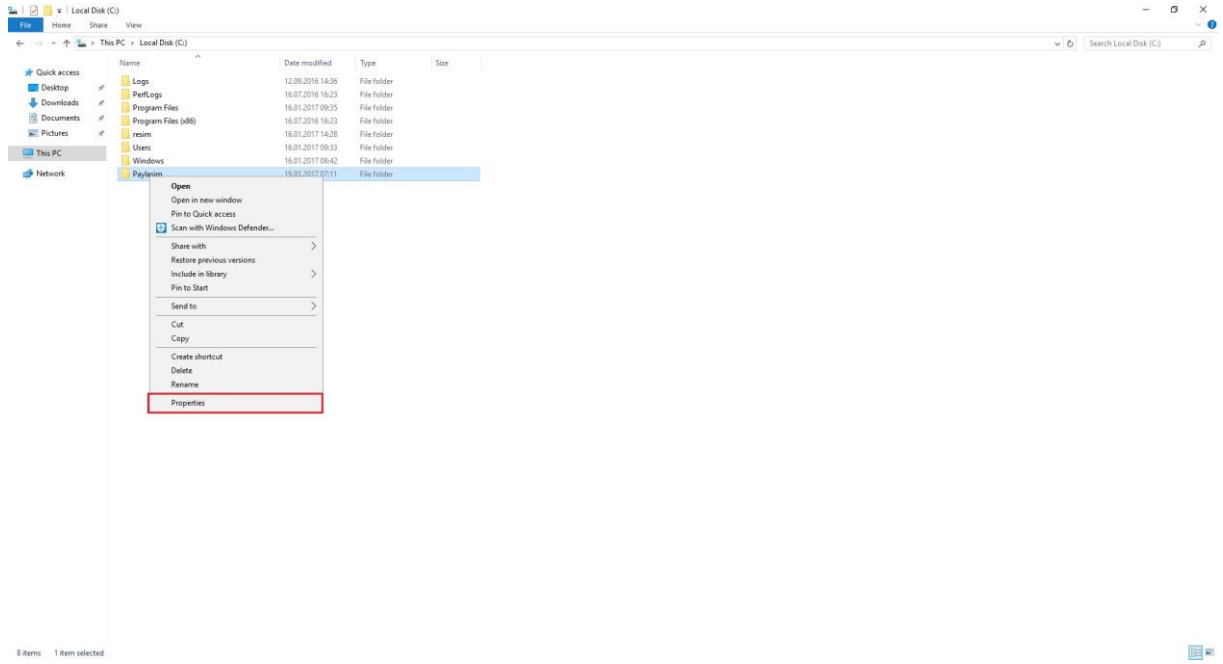 Local Disk (C:)
File Home Share View
This PC Local Disk (C:) Search Local Disk (C:)
Name Date modified Type Size
Quick access
Desktop
Downloads
Documents
Pictures
This PC
Network
Logs 12.09.2016 14:36 File folder
PerfLogs 16.07.2016 16:23 File folder
Program Files 16.01.2017 09:35 File folder
Program Files (x86) 16.07.2016 16:23 File folder
resim 16.01.2017 14:28 File folder
Users 16.01.2017 09:33 File folder
Windows 16.01.2017 08:42 File folder
Paylasim 19.01.2017 07:11 File folder
Open
Open in new window
Pin to Quick access
Scan with Windows Defender...
Share with
Restore previous versions
Include in library
Pin to Start
Send to
Cut
Copy
Create shortcut
Delete
Rename
Properties
8 items 1 item selected